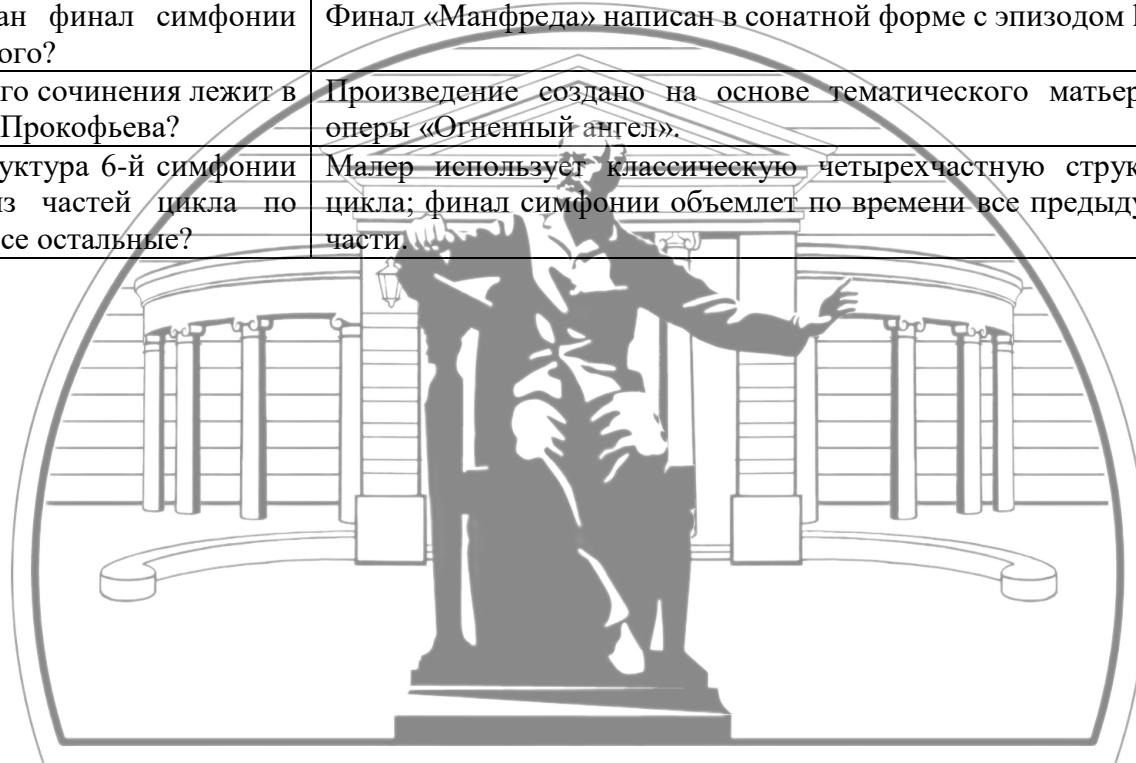 ан финал симфонии
ого?
Финал «Манфреда» написан в сонатной форме с эпизодом
го сочинения лежит в
Прокофьева?
Произведение создано на основе тематического матьер
оперы «Огненный ангел».
уктура 6-й симфонии
из частей цикла по
се остальные?
Малер использует классическую четырехчастную струк
цикла; финал симфонии объемлет по времени все предыду
части.